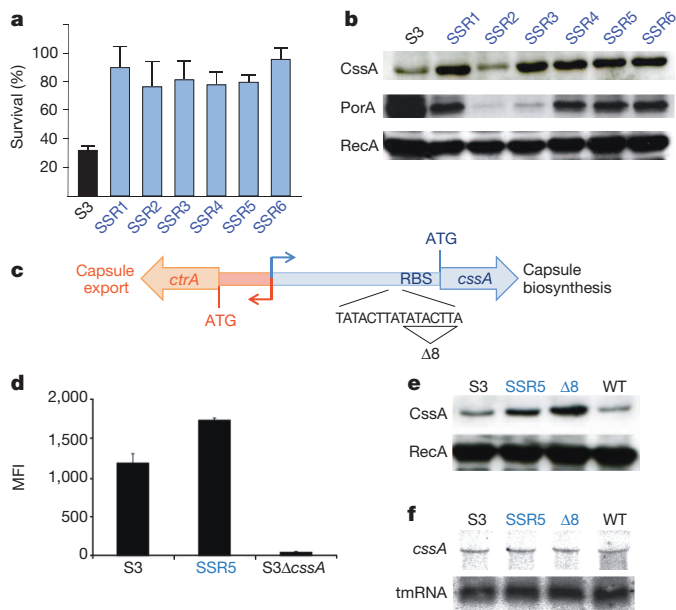 a
Survival (%)
100
80
60
40
20
S3
SSR1
SSR2
SSR3
SSR4
SSR5
SSR6
b
S3
SSR1
SSR2
SSR3
SSR4
SSR5
SSR6
CssA
PorA
RecA
c
Capsule
export
ctrA
ATG
ATG
RBS
cssA
Capsule
biosynthesis
TATACTTATATACTTA
Δ8
d
MFI
2,000
1,500
1,000
500
0
S3
SSR5
S3ΔcssA
e
S3 SSR5 Δ8 WT
CssA
RecA
f
S3 SSR5 Δ8 WT
cssA
tmRNA